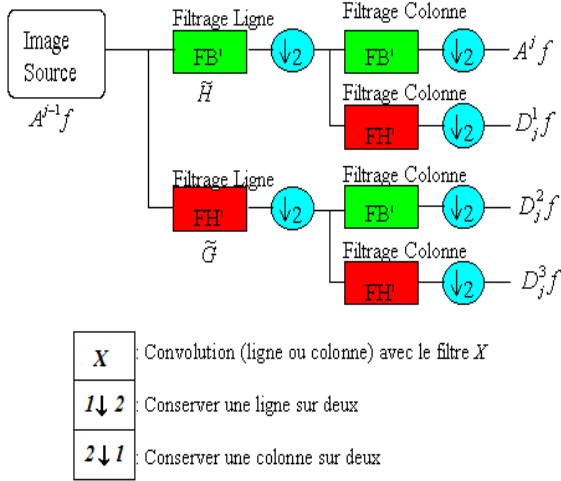 Image
Source
A^{j-1}f
Filtrage Ligne
FB'
H̃
↓2
Filtrage Colonne
FB'
↓2
A^j f
Filtrage Colonne
FH'
↓2
D_j^1 f
Filtrage Ligne
FH'
G̃
↓2
Filtrage Colonne
FB'
↓2
D_j^2 f
Filtrage Colonne
FH'
↓2
D_j^3 f
X : Convolution (ligne ou colonne) avec le filtre X
1↓2 : Conserver une ligne sur deux
2↓1 : Conserver une colonne sur deux